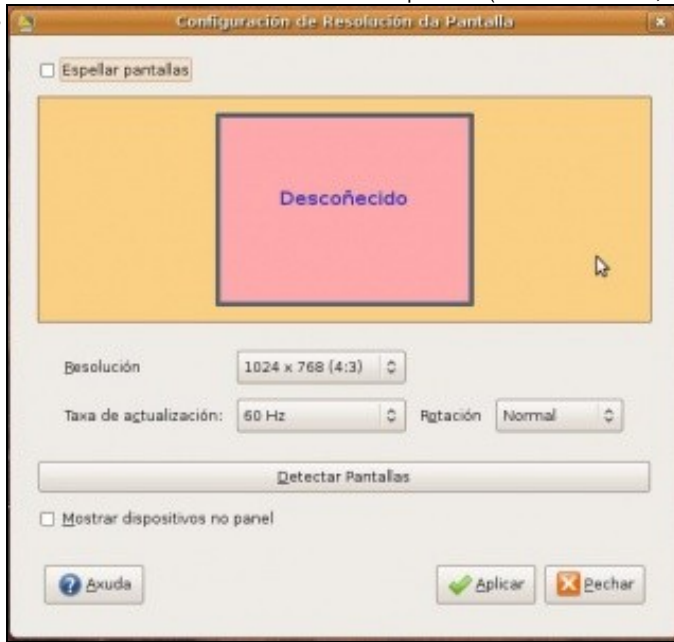 Configuración de Resolución da Pantalla
Espellar pantallas
Descoñecido
Resolución 1024 x 768 (4:3)
Taxa de actualización: 60 Hz Rotación Normal
Detectar Pantallas
Mostrar dispositivos no panel
Axuda Aplicar Pechar